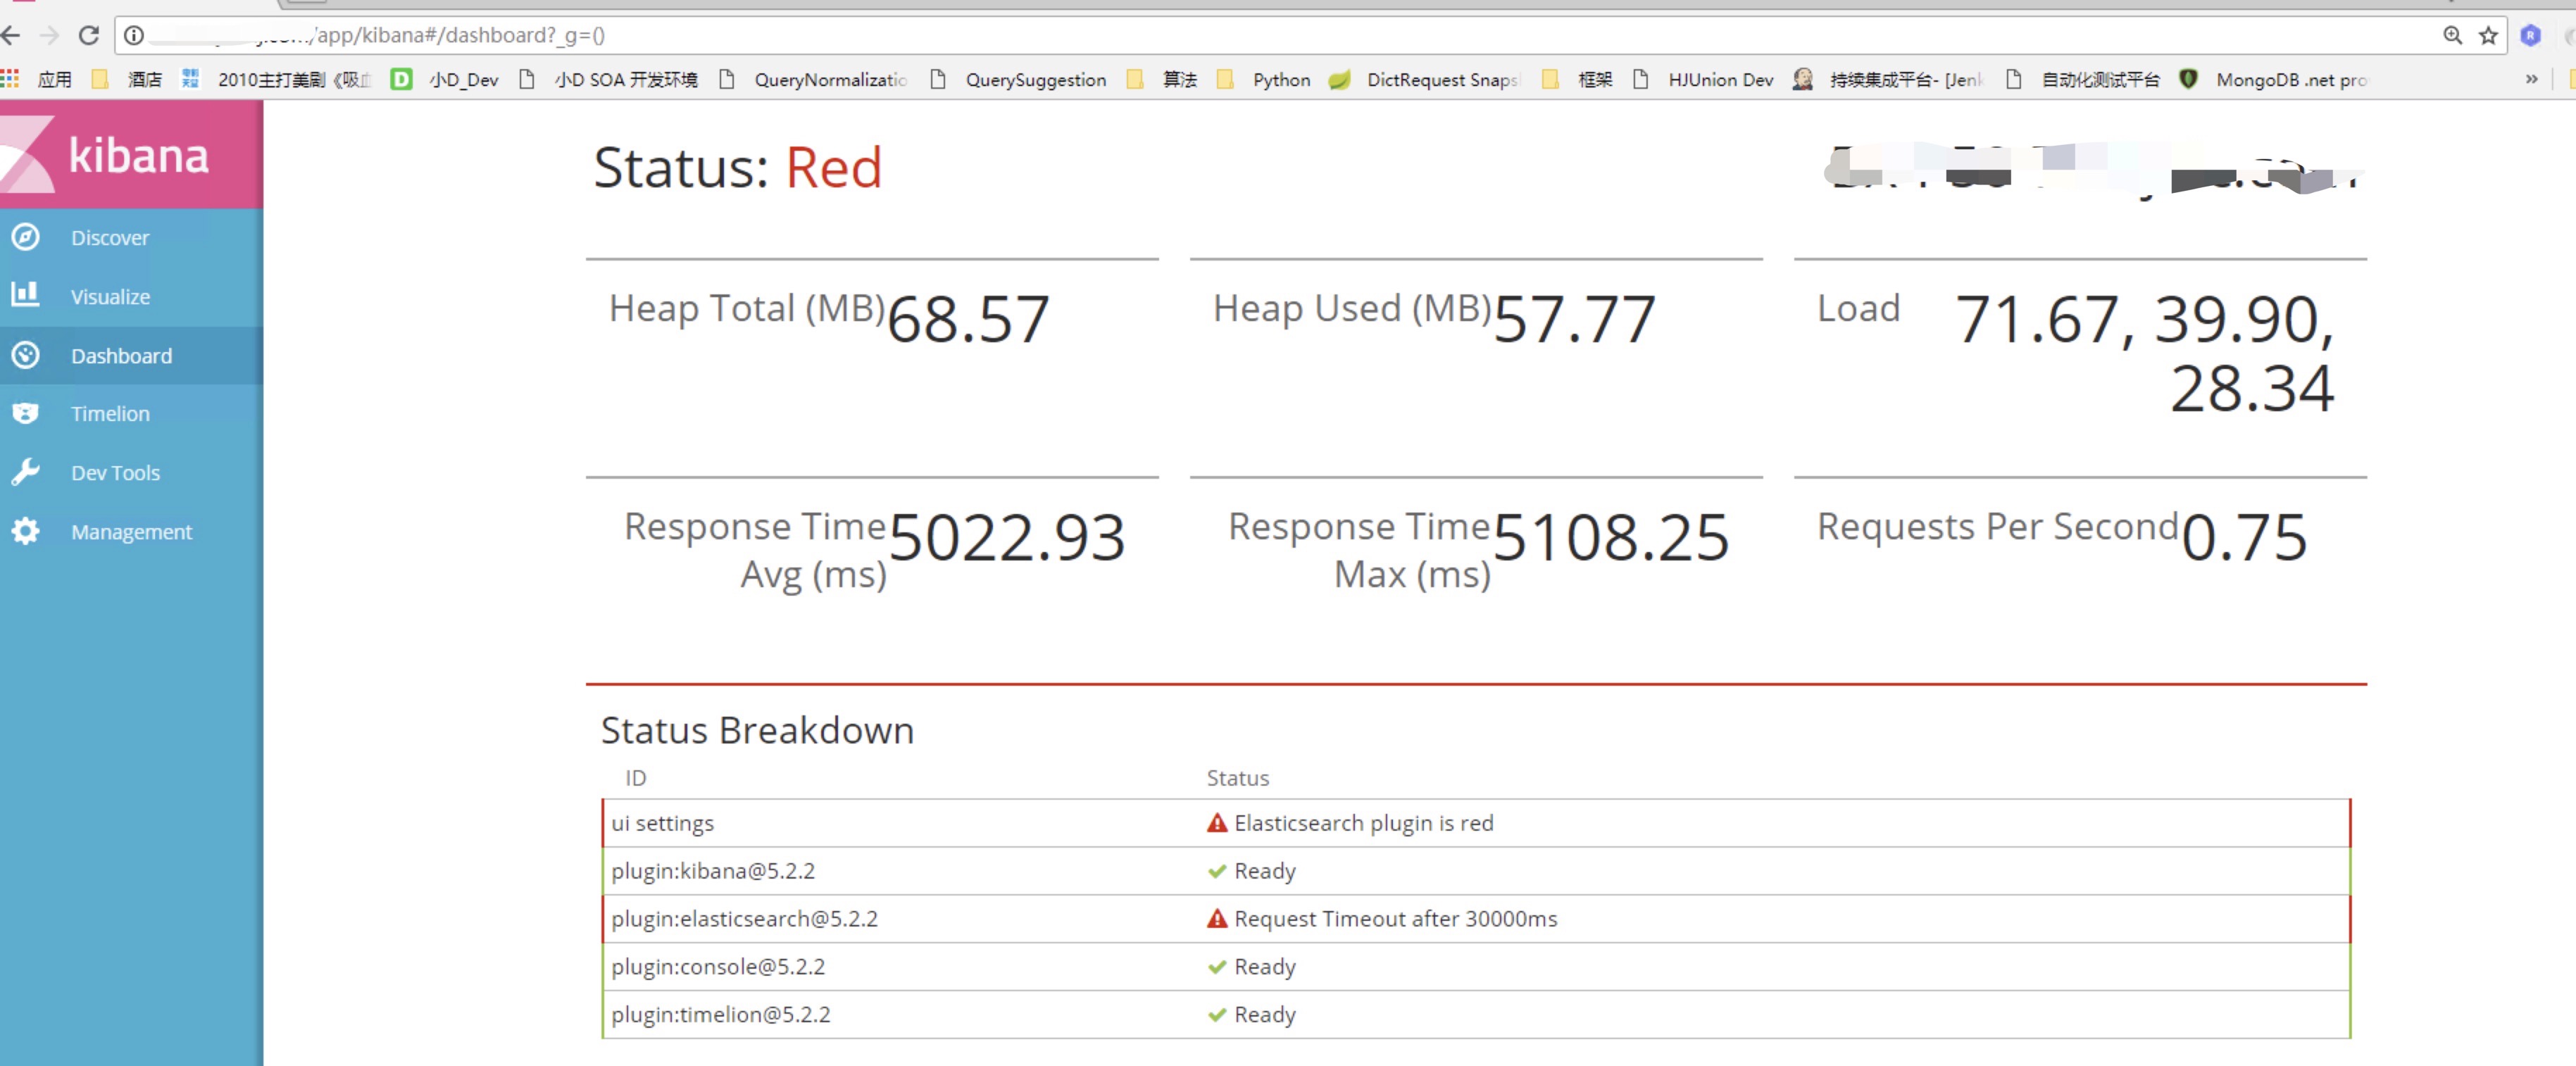 /app/kibana#/dashboard?_g=()
应用 酒店 2010主打美剧《吸血 小D_Dev 小D SOA 开发环境 QueryNormalizatio QuerySuggestion 算法 Python DictRequest Snaps 框架 HJUnion Dev 持续集成平台- [Jenk 自动化测试平台 MongoDB .net pro »
kibana
Discover
Visualize
Dashboard
Timelion
Dev Tools
Management
Status: Red
Heap Total (MB) 68.57
Heap Used (MB) 57.77
Load 71.67, 39.90,
28.34
Response Time 5022.93
Avg (ms)
Response Time 5108.25
Max (ms)
Requests Per Second 0.75
Status Breakdown
ID Status
ui settings Elasticsearch plugin is red
plugin:kibana@5.2.2 Ready
plugin:elasticsearch@5.2.2 Request Timeout after 30000ms
plugin:console@5.2.2 Ready
plugin:timelion@5.2.2 Ready